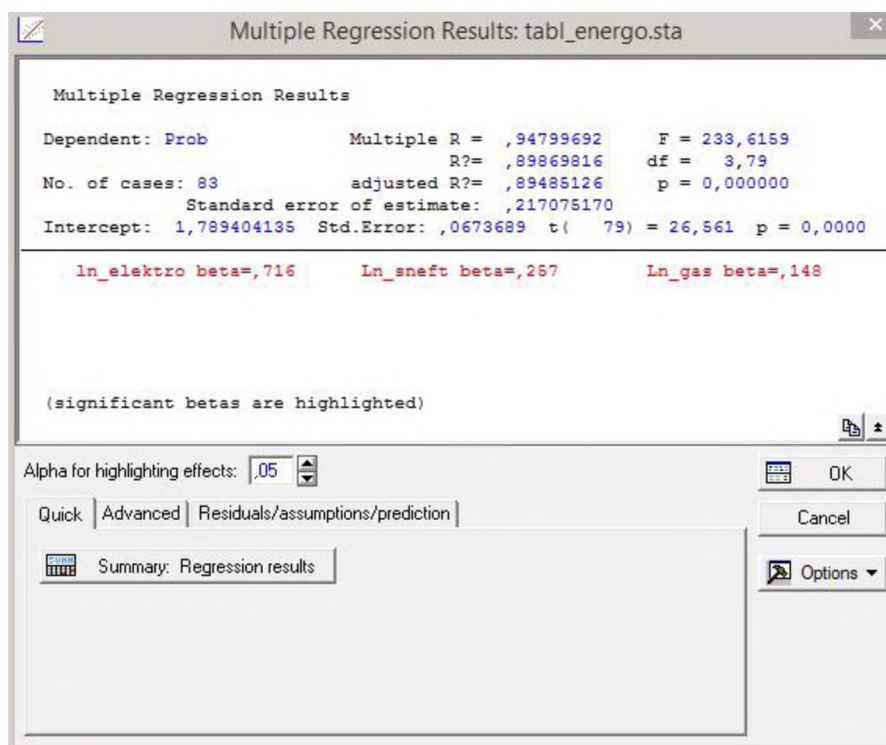 Multiple Regression Results: tabl_energo.sta
Multiple Regression Results
Dependent: Prob Multiple R = ,94799692 F = 233,6159
R?= ,89869816 df = 3,79
No. of cases: 83 adjusted R?= ,89485126 p = 0,000000
Standard error of estimate: ,217075170
Intercept: 1,789404135 Std.Error: ,0673689 t( 79) = 26,561 p = 0,0000
ln_elektro beta=,716 Ln_sneft beta=,257 Ln_gas beta=,148
(significant betas are highlighted)
Alpha for highlighting effects: ,05
OK
Quick Advanced Residuals/assumptions/prediction
Cancel
Summary: Regression results
Options